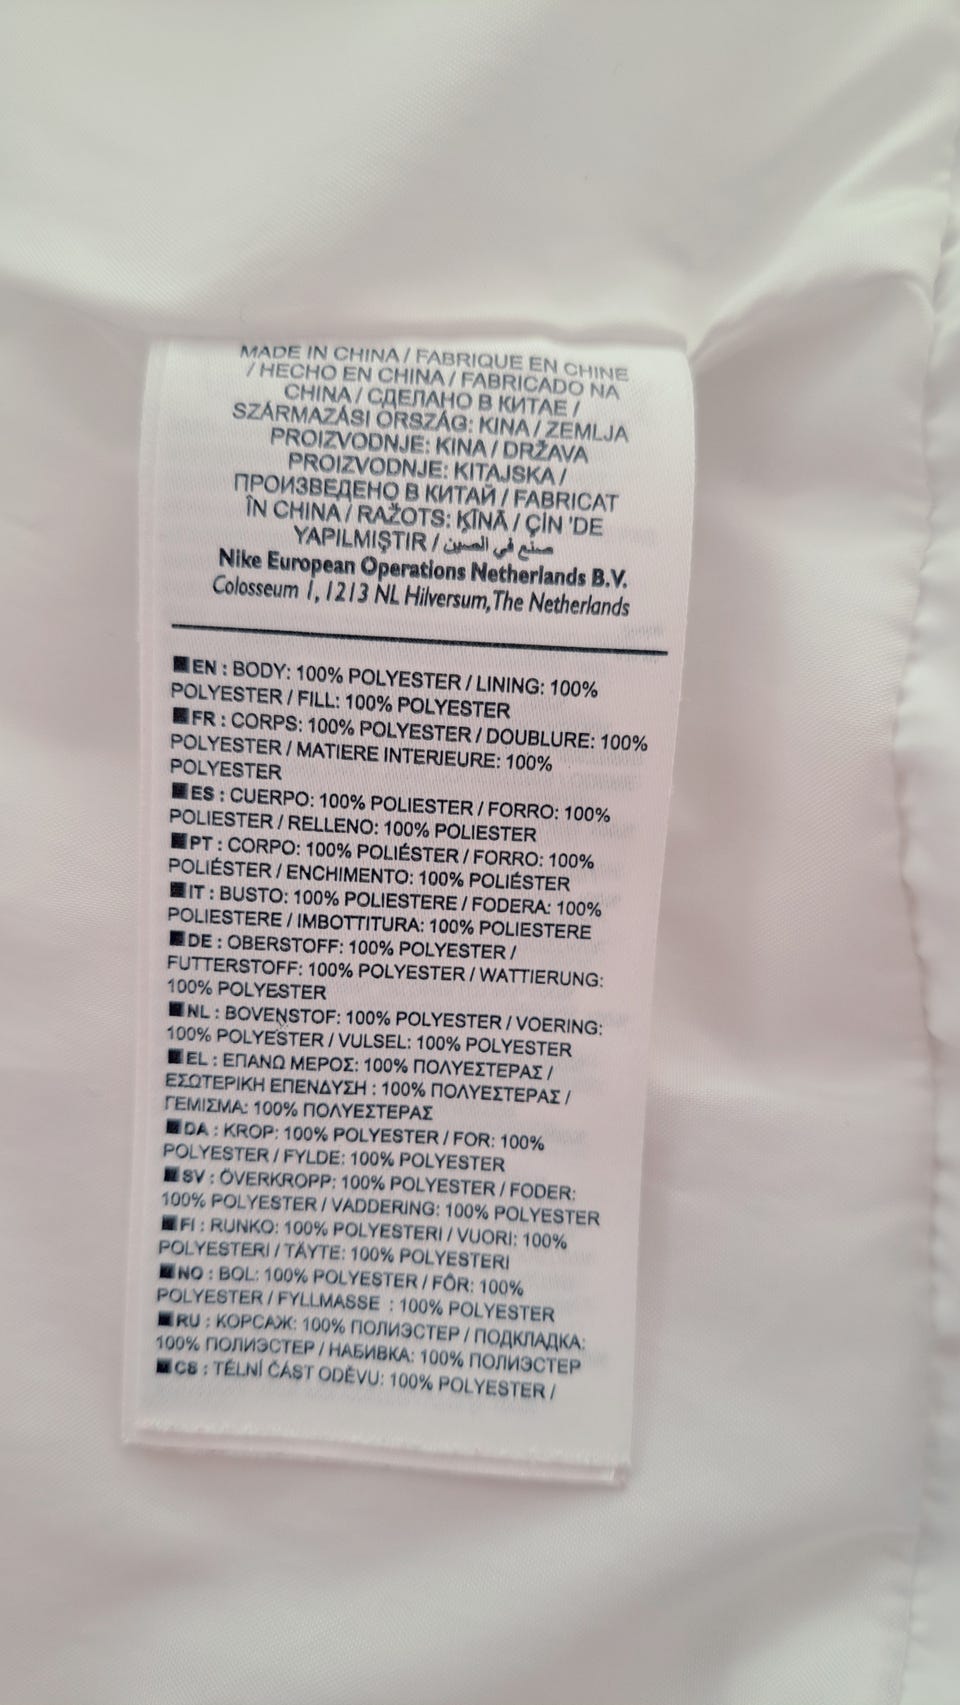 MADE IN CHINA / FABRIQUE EN CHINE
/ HECHO EN CHINA / FABRICADO NA
CHINA / СДЕЛАНО В КИТАЕ /
SZÁRMAZÁSI ORSZÁG: KINA / ZEMLJA
PROIZVODNJE: KINA / DRŽAVA
PROIZVODNJE: KITAJSKA /
ПРОИЗВЕДЕНО В КИТАЙ / FABRICAT
ÎN CHINA / RAŽOTS: ĶĪNĀ / ÇİN 'DE
YAPILMIŞTIR / صنع في الصين
Nike European Operations Netherlands B.V.
Colosseum 1, 1213 NL Hilversum, The Netherlands
EN : BODY: 100% POLYESTER / LINING: 100%
POLYESTER / FILL: 100% POLYESTER
FR : CORPS: 100% POLYESTER / DOUBLURE: 100%
POLYESTER / MATIERE INTERIEURE: 100%
POLYESTER
ES : CUERPO: 100% POLIESTER / FORRO: 100%
POLIESTER / RELLENO: 100% POLIESTER
PT : CORPO: 100% POLIÉSTER / FORRO: 100%
POLIÉSTER / ENCHIMENTO: 100% POLIÉSTER
IT : BUSTO: 100% POLIESTERE / FODERA: 100%
POLIESTERE / IMBOTTITURA: 100% POLIESTERE
DE : OBERSTOFF: 100% POLYESTER /
FUTTERSTOFF: 100% POLYESTER / WATTIERUNG:
100% POLYESTER
NL : BOVENSTOF: 100% POLYESTER / VOERING:
100% POLYESTER / VULSEL: 100% POLYESTER
EL : ΕΠΑΝΩ ΜΕΡΟΣ: 100% ΠΟΛΥΕΣΤΕΡΑΣ /
ΕΣΩΤΕΡΙΚΗ ΕΠΕΝΔΥΣΗ : 100% ΠΟΛΥΕΣΤΕΡΑΣ /
ΓΕΜΙΣΜΑ: 100% ΠΟΛΥΕΣΤΕΡΑΣ
DA : KROP: 100% POLYESTER / FOR: 100%
POLYESTER / FYLDE: 100% POLYESTER
SV : ÖVERKROPP: 100% POLYESTER / FODER:
100% POLYESTER / VADDERING: 100% POLYESTER
FI : RUNKO: 100% POLYESTERI / VUORI: 100%
POLYESTERI / TÄYTE: 100% POLYESTERI
NO : BOL: 100% POLYESTER / FÔR: 100%
POLYESTER / FYLLMASSE : 100% POLYESTER
RU : КОРСАЖ: 100% ПОЛИЭСТЕР / ПОДКЛАДКА:
100% ПОЛИЭСТЕР / НАБИВКА: 100% ПОЛИЭСТЕР
CS : TĚLNÍ ČÁST ODĚVU: 100% POLYESTER /